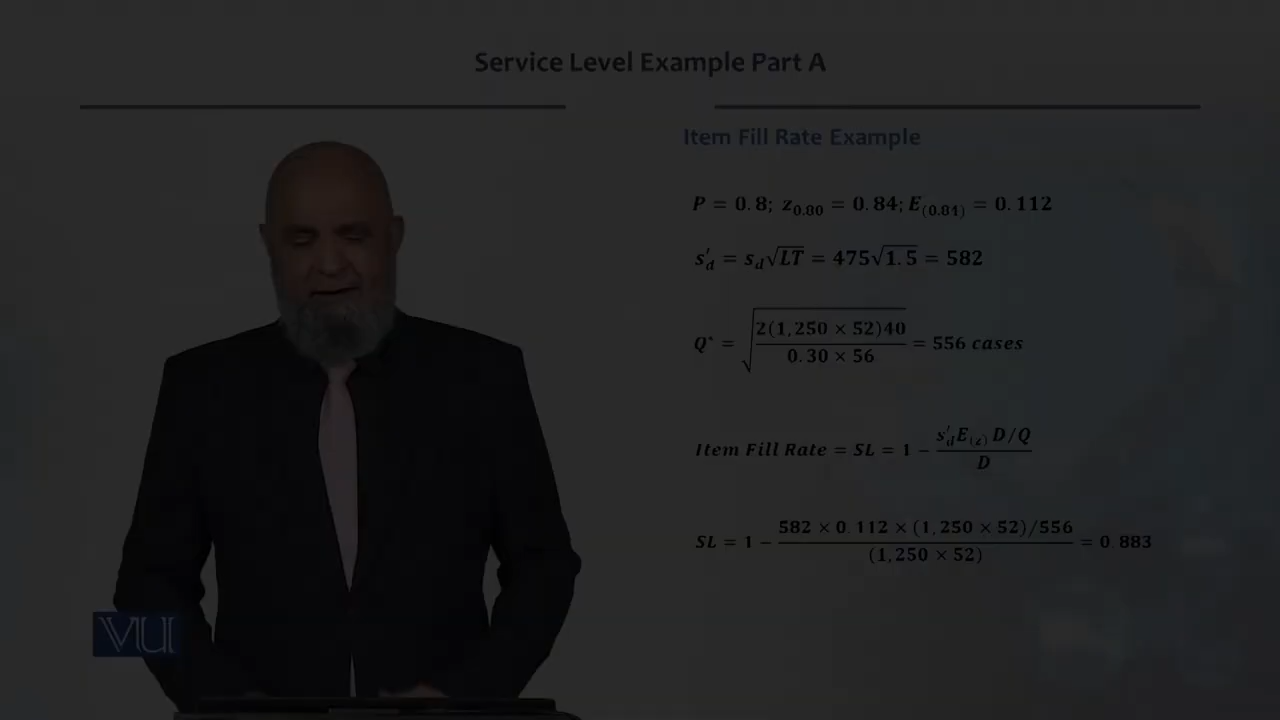 Service Level Example Part A
Item Fill Rate Example
P = 0.8; z₀.₈₀ = 0.84; E₍₀.₈₄₎ = 0.112
s′d = sd√LT = 475√1.5 = 582
Q* = √(2(1,250 × 52)40 / 0.30 × 56) = 556 cases
Item Fill Rate = SL = 1 − s′d E(z) D/Q / D
SL = 1 − 582 × 0.112 × (1,250 × 52)/556 / (1,250 × 52) = 0.883
VU